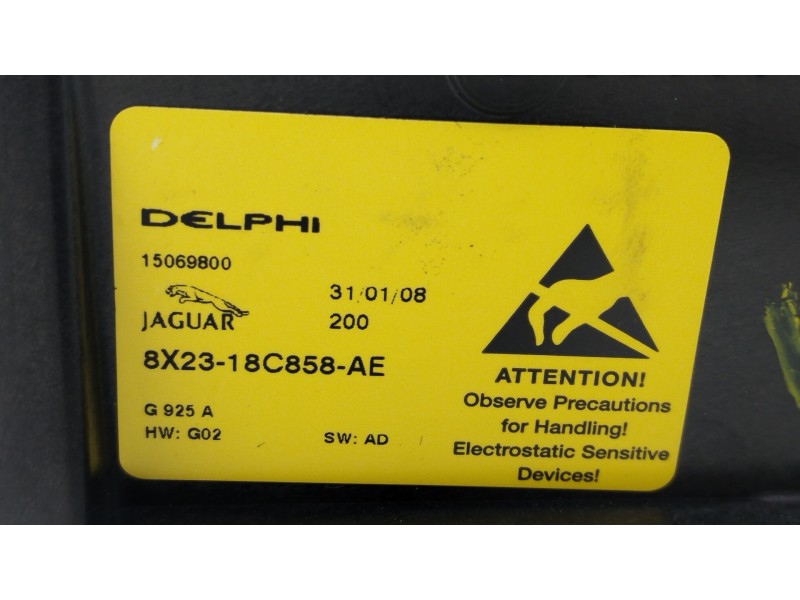 DELPHI
15069800
JAGUAR
31/01/08
200
8X23-18C858-AE
G 925 A
HW: G02
SW: AD
ATTENTION!
Observe Precautions
for Handling!
Electrostatic Sensitive
Devices!